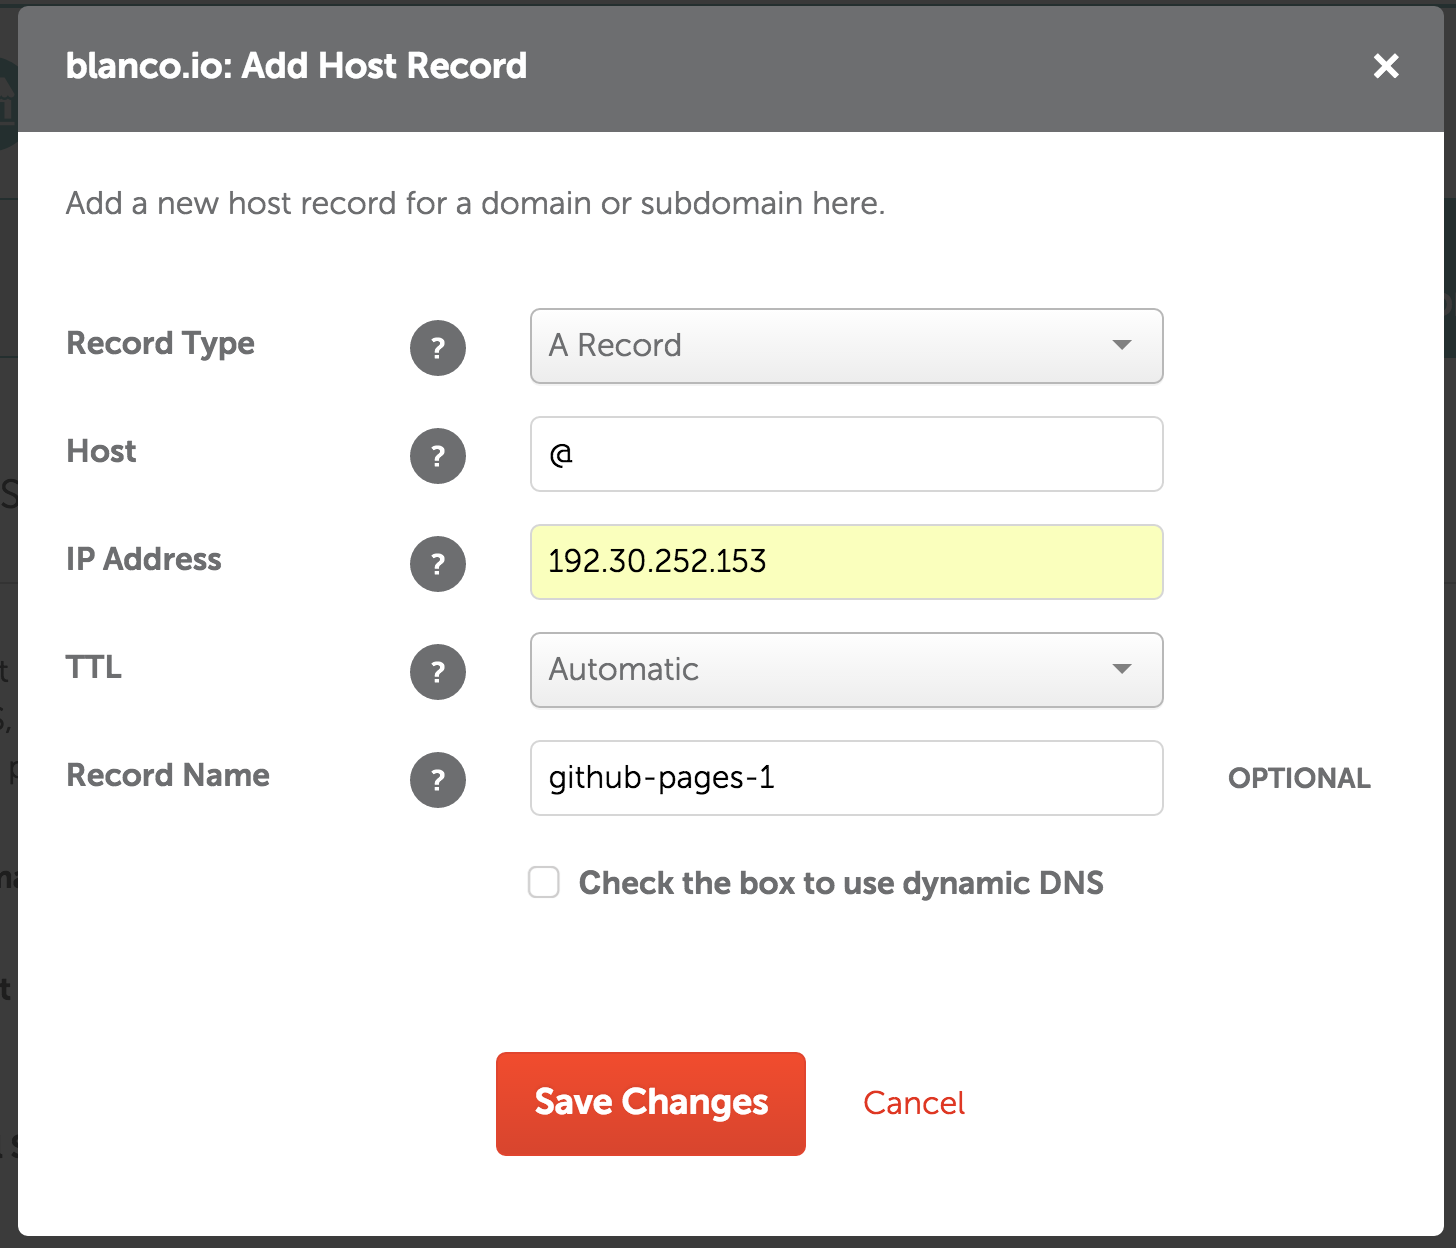 blanco.io: Add Host Record
Add a new host record for a domain or subdomain here.
Record Type ? A Record
Host ? @
IP Address ? 192.30.252.153
TTL ? Automatic
Record Name ? github-pages-1 OPTIONAL
Check the box to use dynamic DNS
Save Changes Cancel